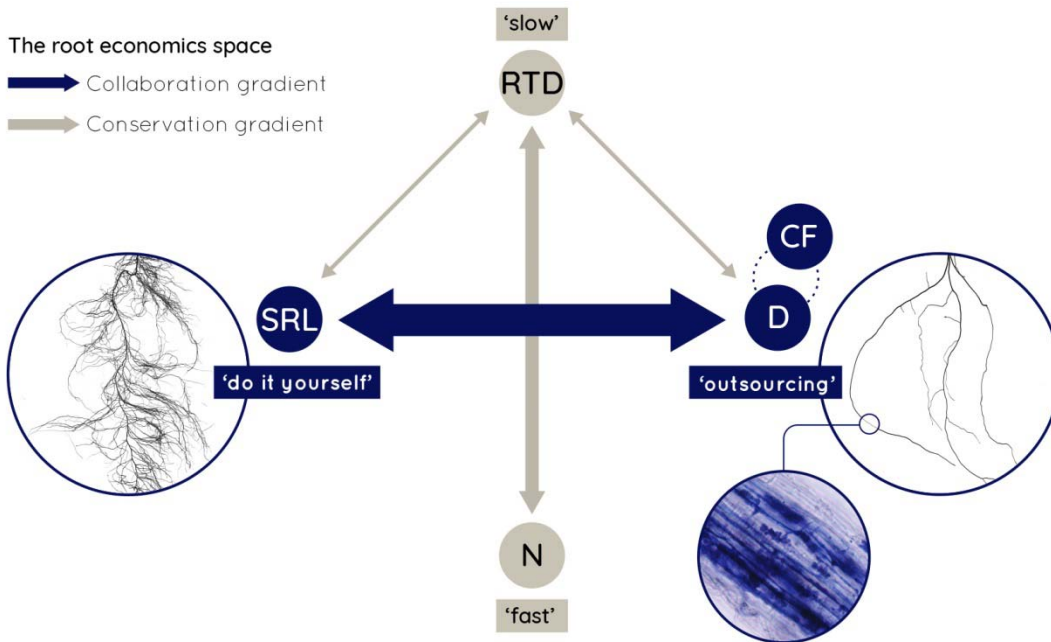 The root economics space
Collaboration gradient
Conservation gradient
‘slow’
RTD
CF
SRL
D
‘do it yourself’
‘outsourcing’
N
‘fast’